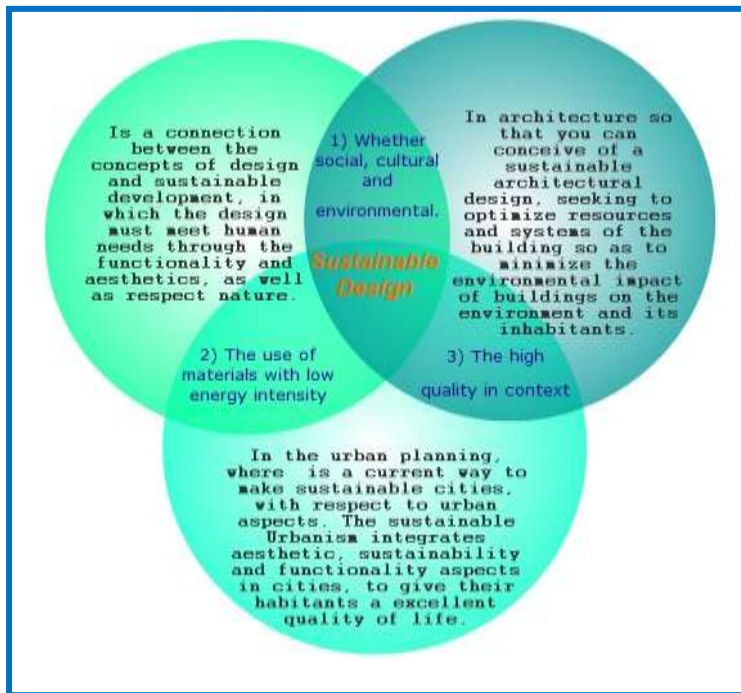 Is a connection
between the
concepts of design
and sustainable
development, in
which the design
must meet human
needs through the
functionality and
aesthetics, as well
as respect nature.
1) Whether
social, cultural
and
environmental.
In architecture so
that you can
conceive of a
sustainable
architectural
design, seeking to
optimize resources
and systems of the
building so as to
minimize the
environmental impact
of buildings on the
environment and its
inhabitants.
Sustainable
Design
2) The use of
materials with low
energy intensity
3) The high
quality in context
In the urban planning,
where is a current way to
make sustainable cities,
with respect to urban
aspects. The sustainable
Urbanism integrates
aesthetic, sustainability
and functionality aspects
in cities, to give their
habitants a excellent
quality of life.